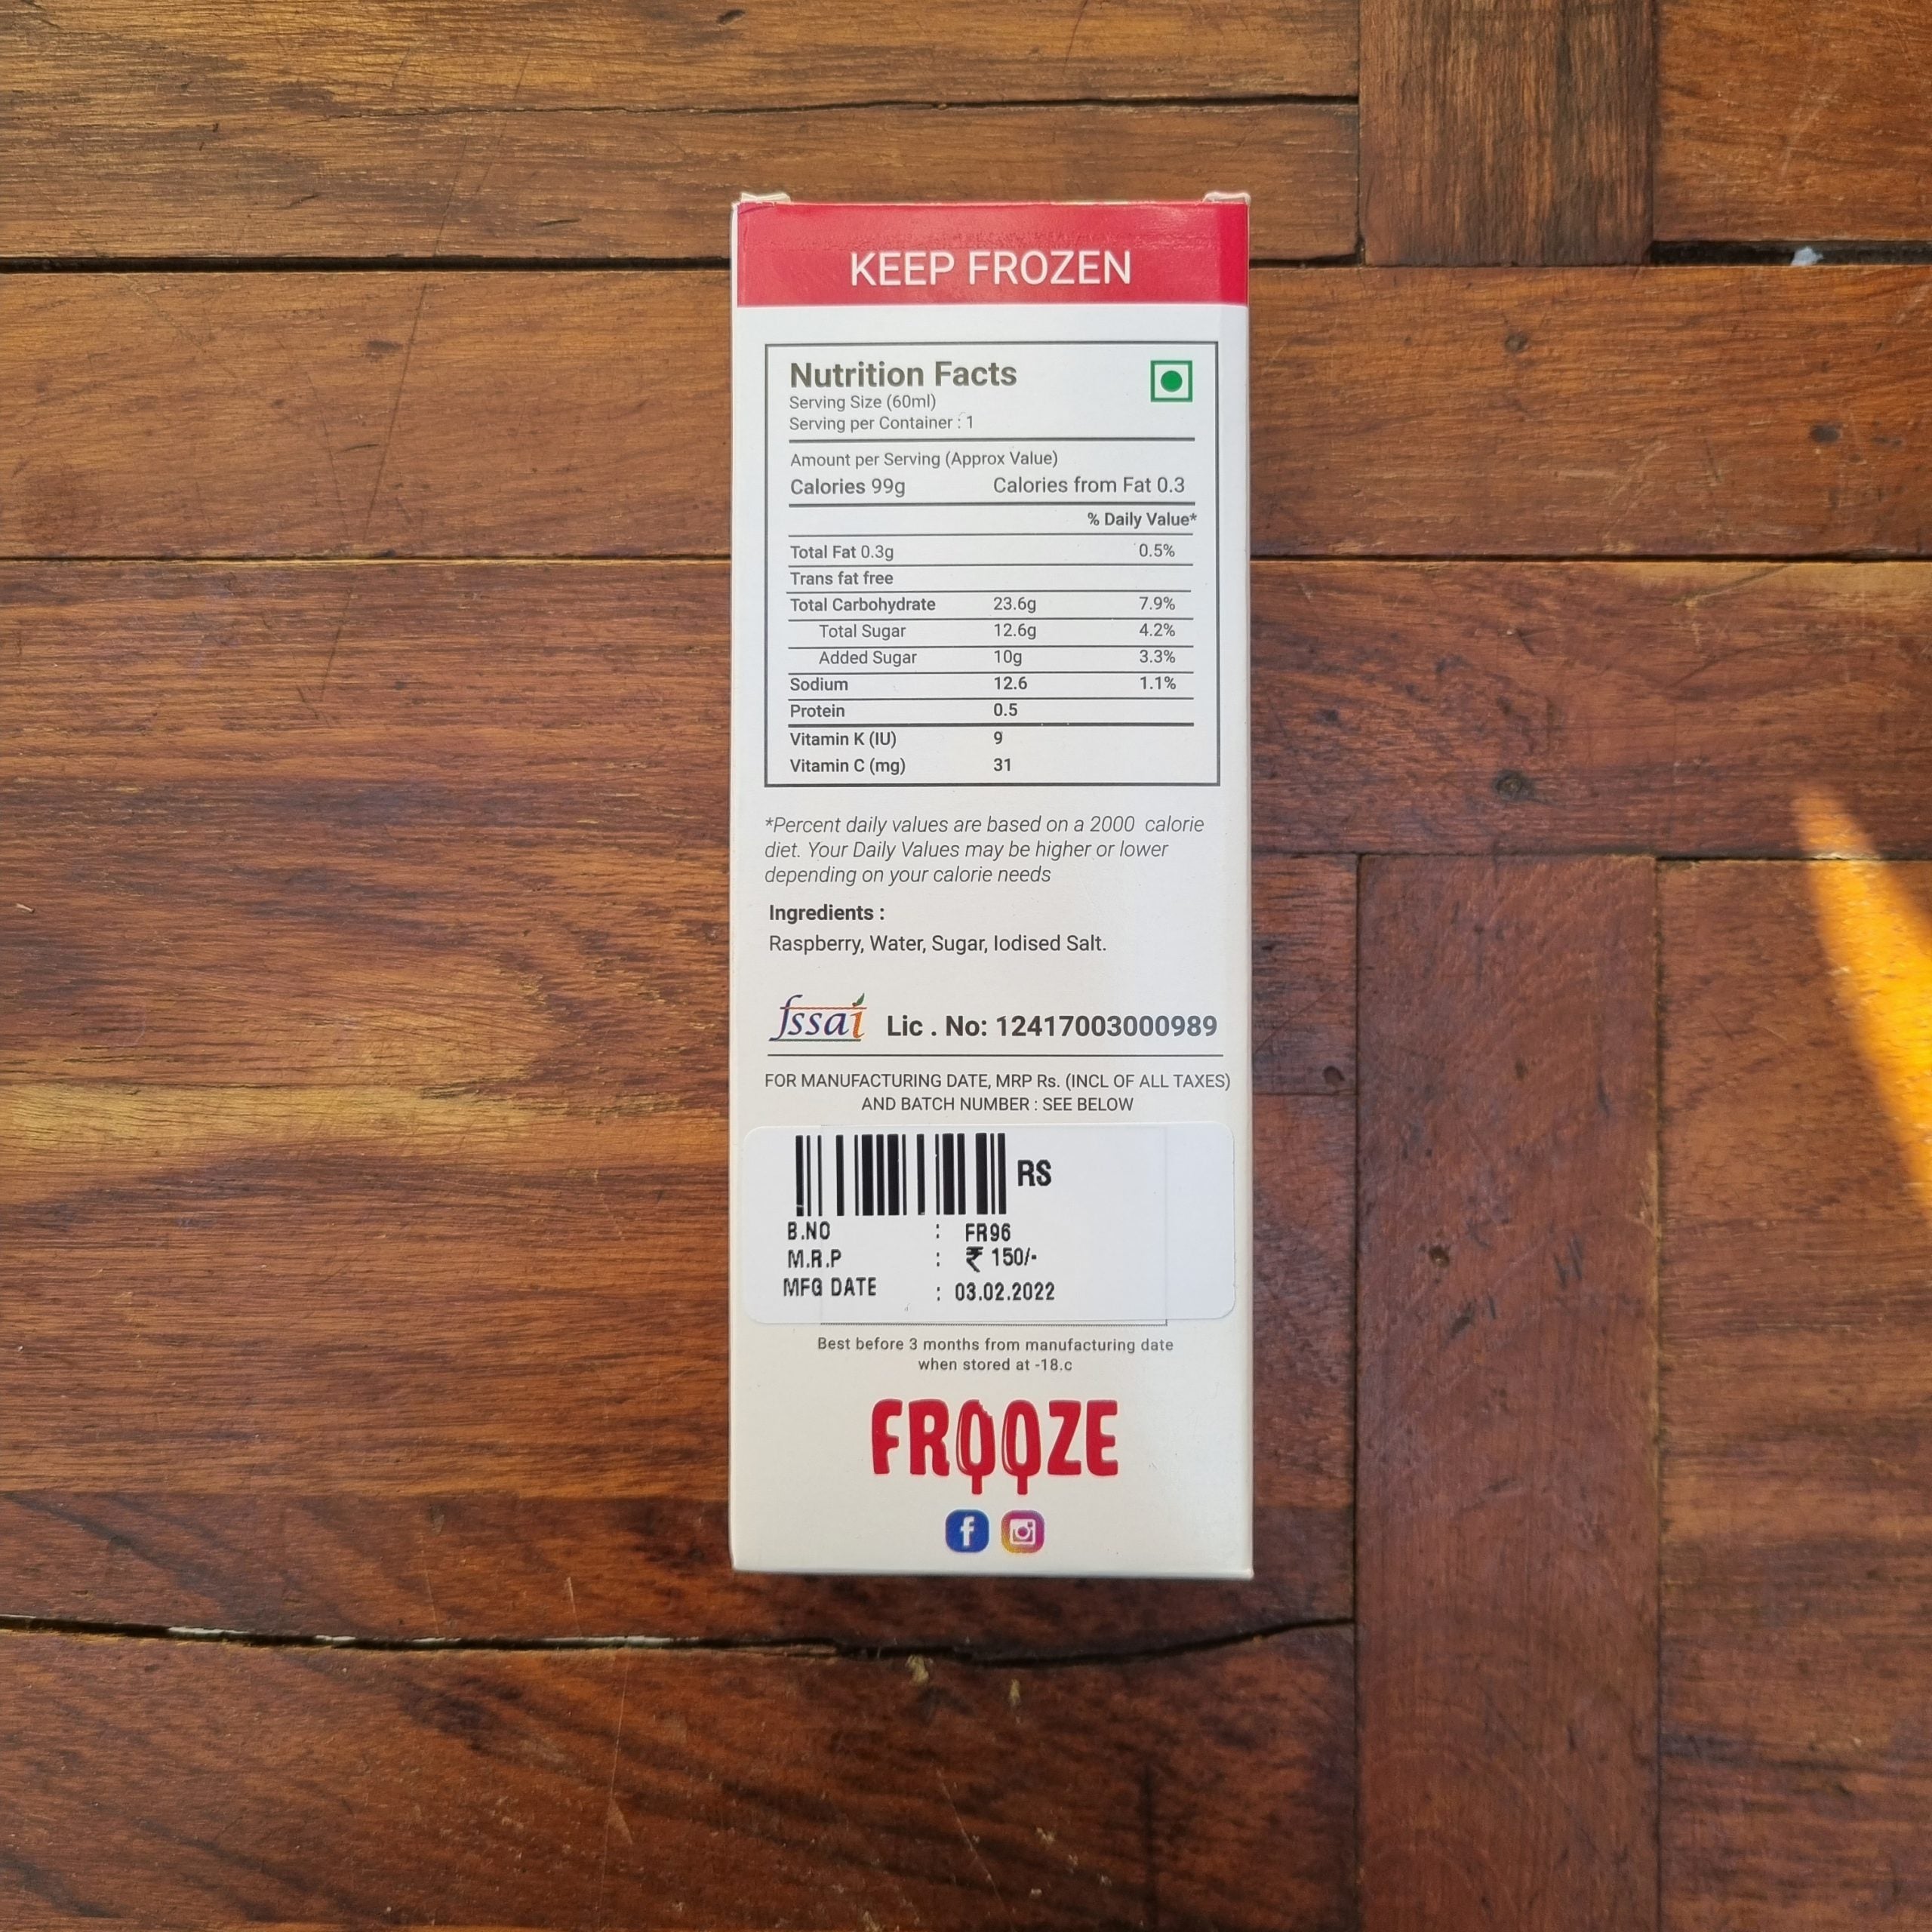 KEEP FROZEN
Nutrition Facts
Serving Size (60ml)
Serving per Container : 1
Amount per Serving (Approx Value)
Calories 99g Calories from Fat 0.3
% Daily Value*
Total Fat 0.3g 0.5%
Trans fat free
Total Carbohydrate 23.6g 7.9%
Total Sugar 12.6g 4.2%
Added Sugar 10g 3.3%
Sodium 12.6 1.1%
Protein 0.5
Vitamin K (IU) 9
Vitamin C (mg) 31
*Percent daily values are based on a 2000 calorie
diet. Your Daily Values may be higher or lower
depending on your calorie needs
Ingredients :
Raspberry, Water, Sugar, Iodised Salt.
fssai Lic . No: 12417003000989
FOR MANUFACTURING DATE, MRP Rs. (INCL OF ALL TAXES)
AND BATCH NUMBER : SEE BELOW
RS
B.NO : FR96
M.R.P : ₹ 150/-
MFG DATE : 03.02.2022
Best before 3 months from manufacturing date
when stored at -18.c
FROOZE